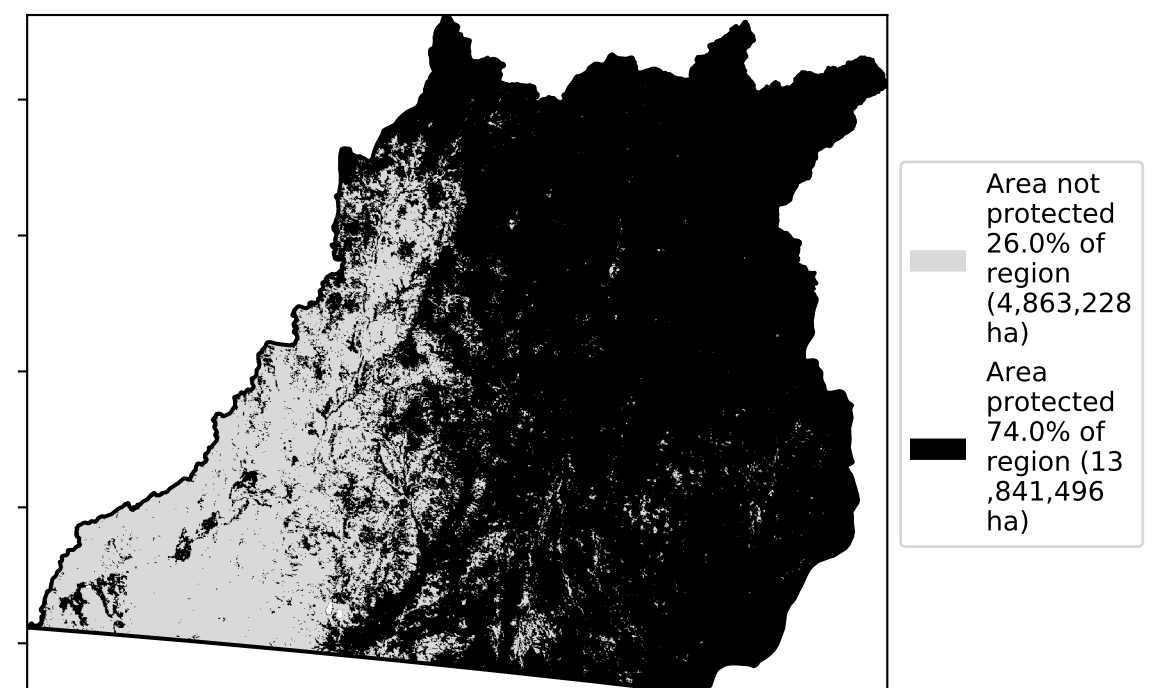 Area not
protected
26.0% of
region
(4,863,228
ha)
Area
protected
74.0% of
region (13
,841,496
ha)